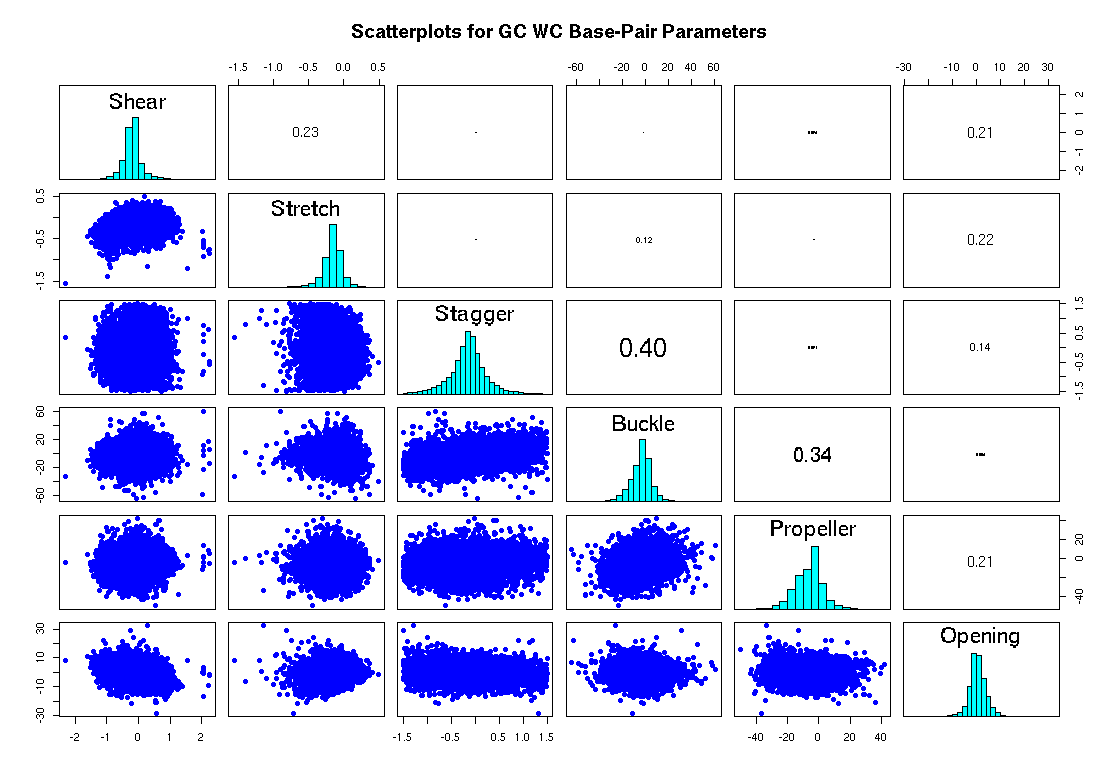 Scatterplots for GC WC Base-Pair Parameters
-1.5 -1.0 -0.5 0.0 0.5 -60 -20 0 20 40 60 -30 -10 0 10 20 30
Shear 0.23 0.21 -2 -1 0 1 2
0.5 -0.5 -1.5 Stretch 0.12 0.22
Stagger 0.40 0.14 -1.5 -0.5 0.5 1.5
60 20 -20 -60 Buckle 0.34
Propeller 0.21 -40 0 20
30 10 -10 -30 Opening
-2 -1 0 1 2 -1.5 -0.5 0.5 1.5 -40 -20 0 20 40